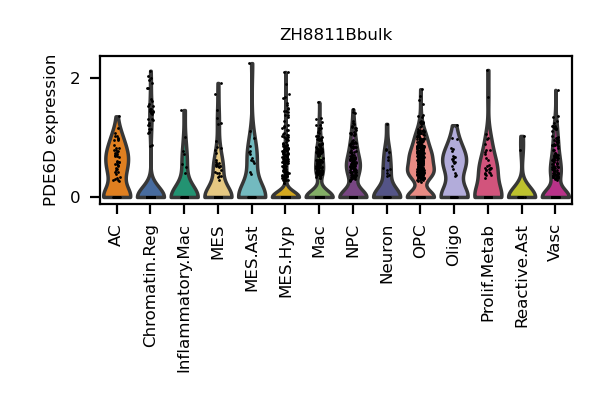 ZH8811Bbulk
PDE6D expression
2
0
AC
Chromatin.Reg
Inflammatory.Mac
MES
MES.Ast
MES.Hyp
Mac
NPC
Neuron
OPC
Oligo
Prolif.Metab
Reactive.Ast
Vasc